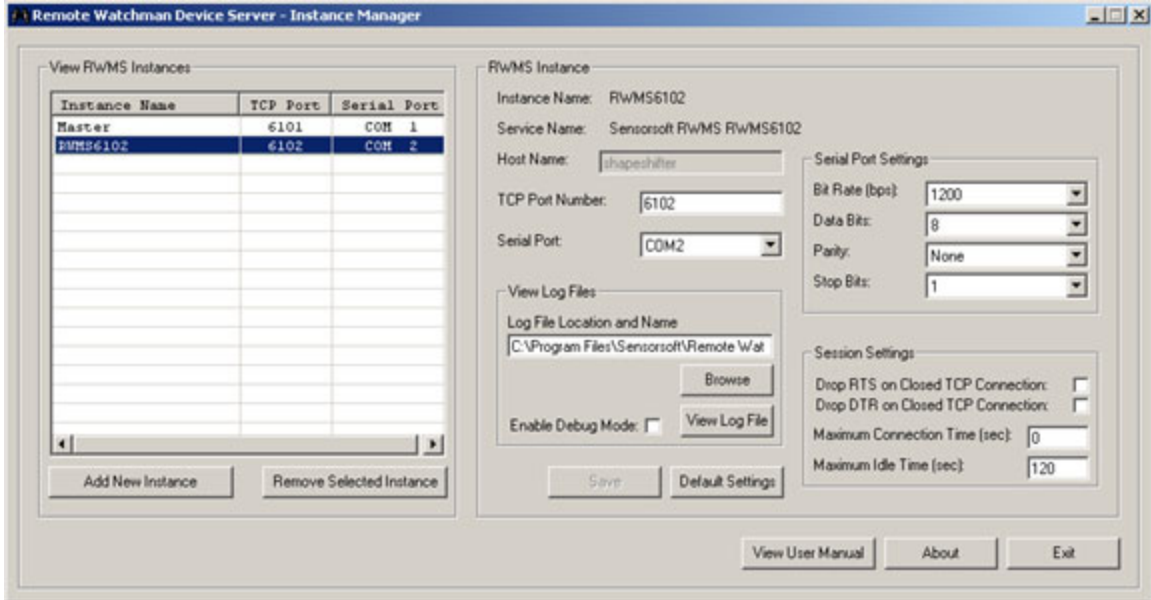 Remote Watchman Device Server - Instance Manager
View RWMS Instances
Instance Name TCP Port Serial Port
Master 6101 COM 1
RWMS6102 6102 COM 2
Add New Instance Remove Selected Instance
RWMS Instance
Instance Name: RWMS6102
Service Name: Sensorsoft RWMS RWMS6102
Host Name: shapeshifter
TCP Port Number: 6102
Serial Port: COM2
View Log Files
Log File Location and Name
C:\Program Files\Sensorsoft\Remote Wat
Browse
Enable Debug Mode: View Log File
Save Default Settings
Serial Port Settings
Bit Rate (bps): 1200
Data Bits: 8
Parity: None
Stop Bits: 1
Session Settings
Drop RTS on Closed TCP Connection:
Drop DTR on Closed TCP Connection:
Maximum Connection Time (sec): 0
Maximum Idle Time (sec): 120
View User Manual About Exit